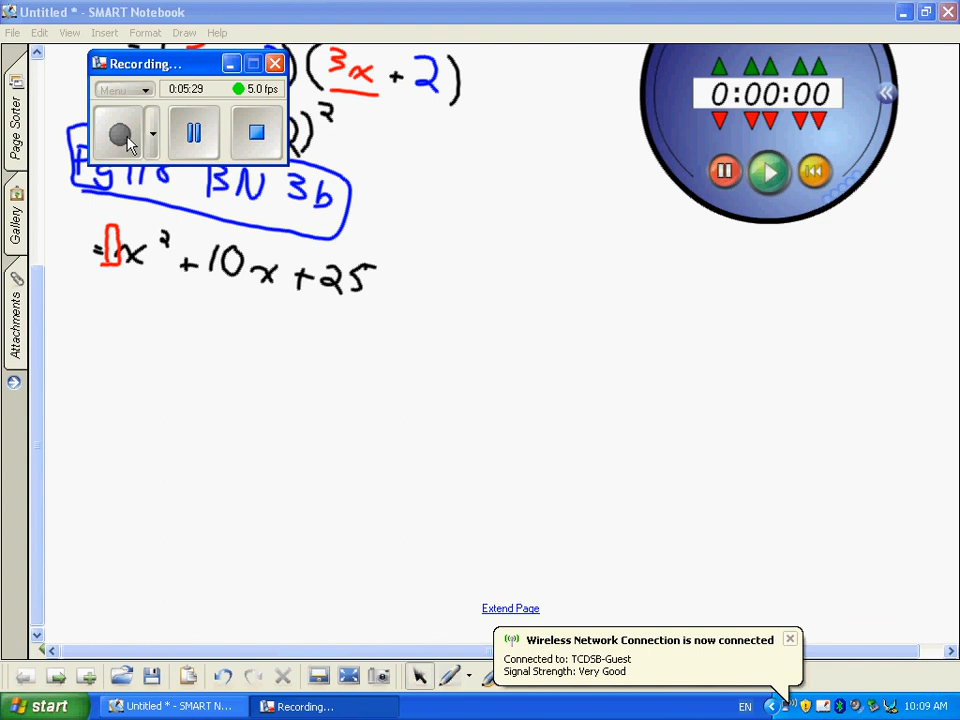 Untitled * - SMART Notebook
File Edit View Insert Format Draw Help
Recording...
Menu 0:05:29 5.0 fps
)( 3x + 2 )
))²
BN 3b
= x² + 10x + 25
0:00:00
Page Sorter
Gallery
Attachments
Extend Page
Wireless Network Connection is now connected
Connected to: TCDSB-Guest
Signal Strength: Very Good
start
Untitled * - SMART N...
Recording...
EN
10:09 AM